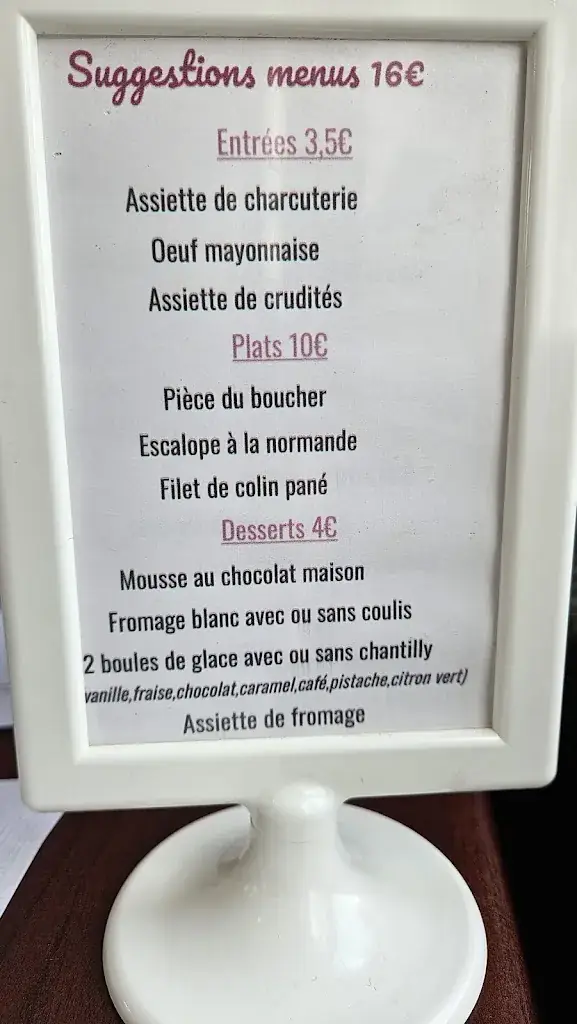 Suggestions menus 16€
Entrées 3,5€
Assiette de charcuterie
Oeuf mayonnaise
Assiette de crudités
Plats 10€
Pièce du boucher
Escalope à la normande
Filet de colin pané
Desserts 4€
Mousse au chocolat maison
Fromage blanc avec ou sans coulis
2 boules de glace avec ou sans chantilly
vanille,fraise,chocolat,caramel,café,pistache,citron vert)
Assiette de fromage